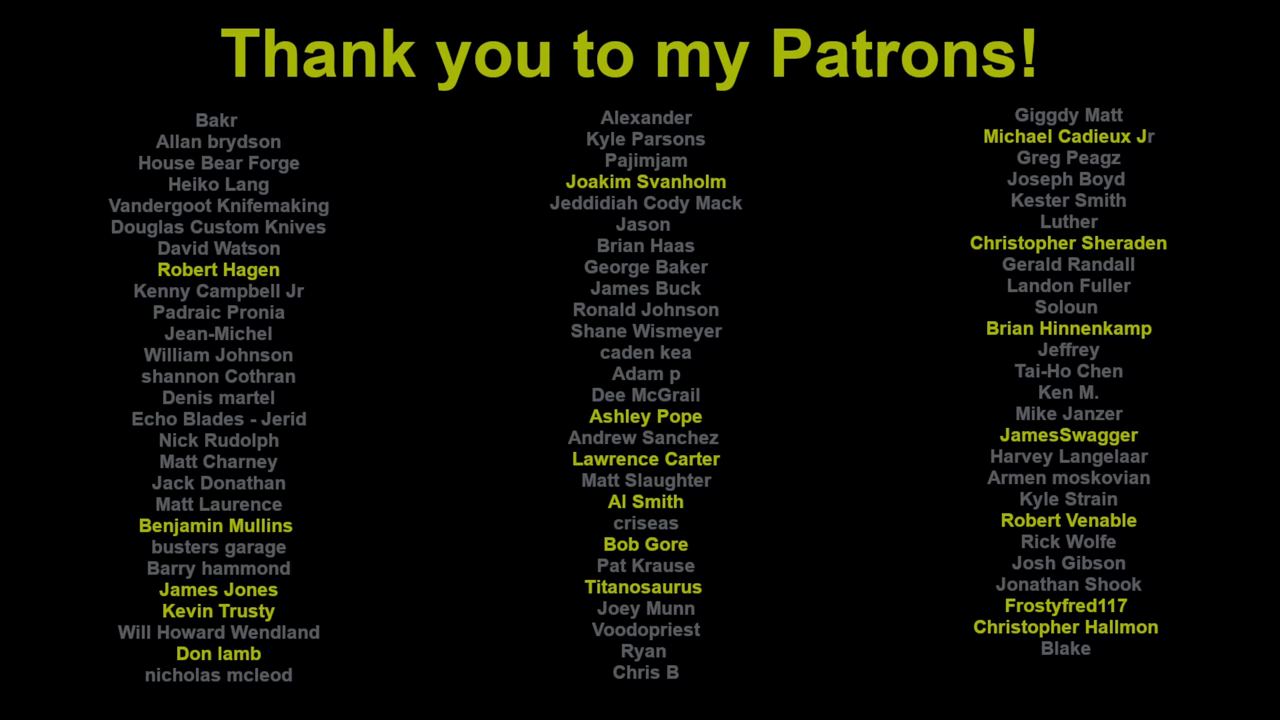 Thank you to my Patrons!
Bakr
Allan brydson
House Bear Forge
Heiko Lang
Vandergoot Knifemaking
Douglas Custom Knives
David Watson
Robert Hagen
Kenny Campbell Jr
Padraic Pronia
Jean-Michel
William Johnson
shannon Cothran
Denis martel
Echo Blades - Jerid
Nick Rudolph
Matt Charney
Jack Donathan
Matt Laurence
Benjamin Mullins
busters garage
Barry hammond
James Jones
Kevin Trusty
Will Howard Wendland
Don lamb
nicholas mcleod
Alexander
Kyle Parsons
Pajimjam
Joakim Svanholm
Jeddidiah Cody Mack
Jason
Brian Haas
George Baker
James Buck
Ronald Johnson
Shane Wismeyer
caden kea
Adam p
Dee McGrail
Ashley Pope
Andrew Sanchez
Lawrence Carter
Matt Slaughter
Al Smith
criseas
Bob Gore
Pat Krause
Titanosaurus
Joey Munn
Voodopriest
Ryan
Chris B
Giggdy Matt
Michael Cadieux Jr
Greg Peagz
Joseph Boyd
Kester Smith
Luther
Christopher Sheraden
Gerald Randall
Landon Fuller
Soloun
Brian Hinnenkamp
Jeffrey
Tai-Ho Chen
Ken M.
Mike Janzer
JamesSwagger
Harvey Langelaar
Armen moskovian
Kyle Strain
Robert Venable
Rick Wolfe
Josh Gibson
Jonathan Shook
Frostyfred117
Christopher Hallmon
Blake